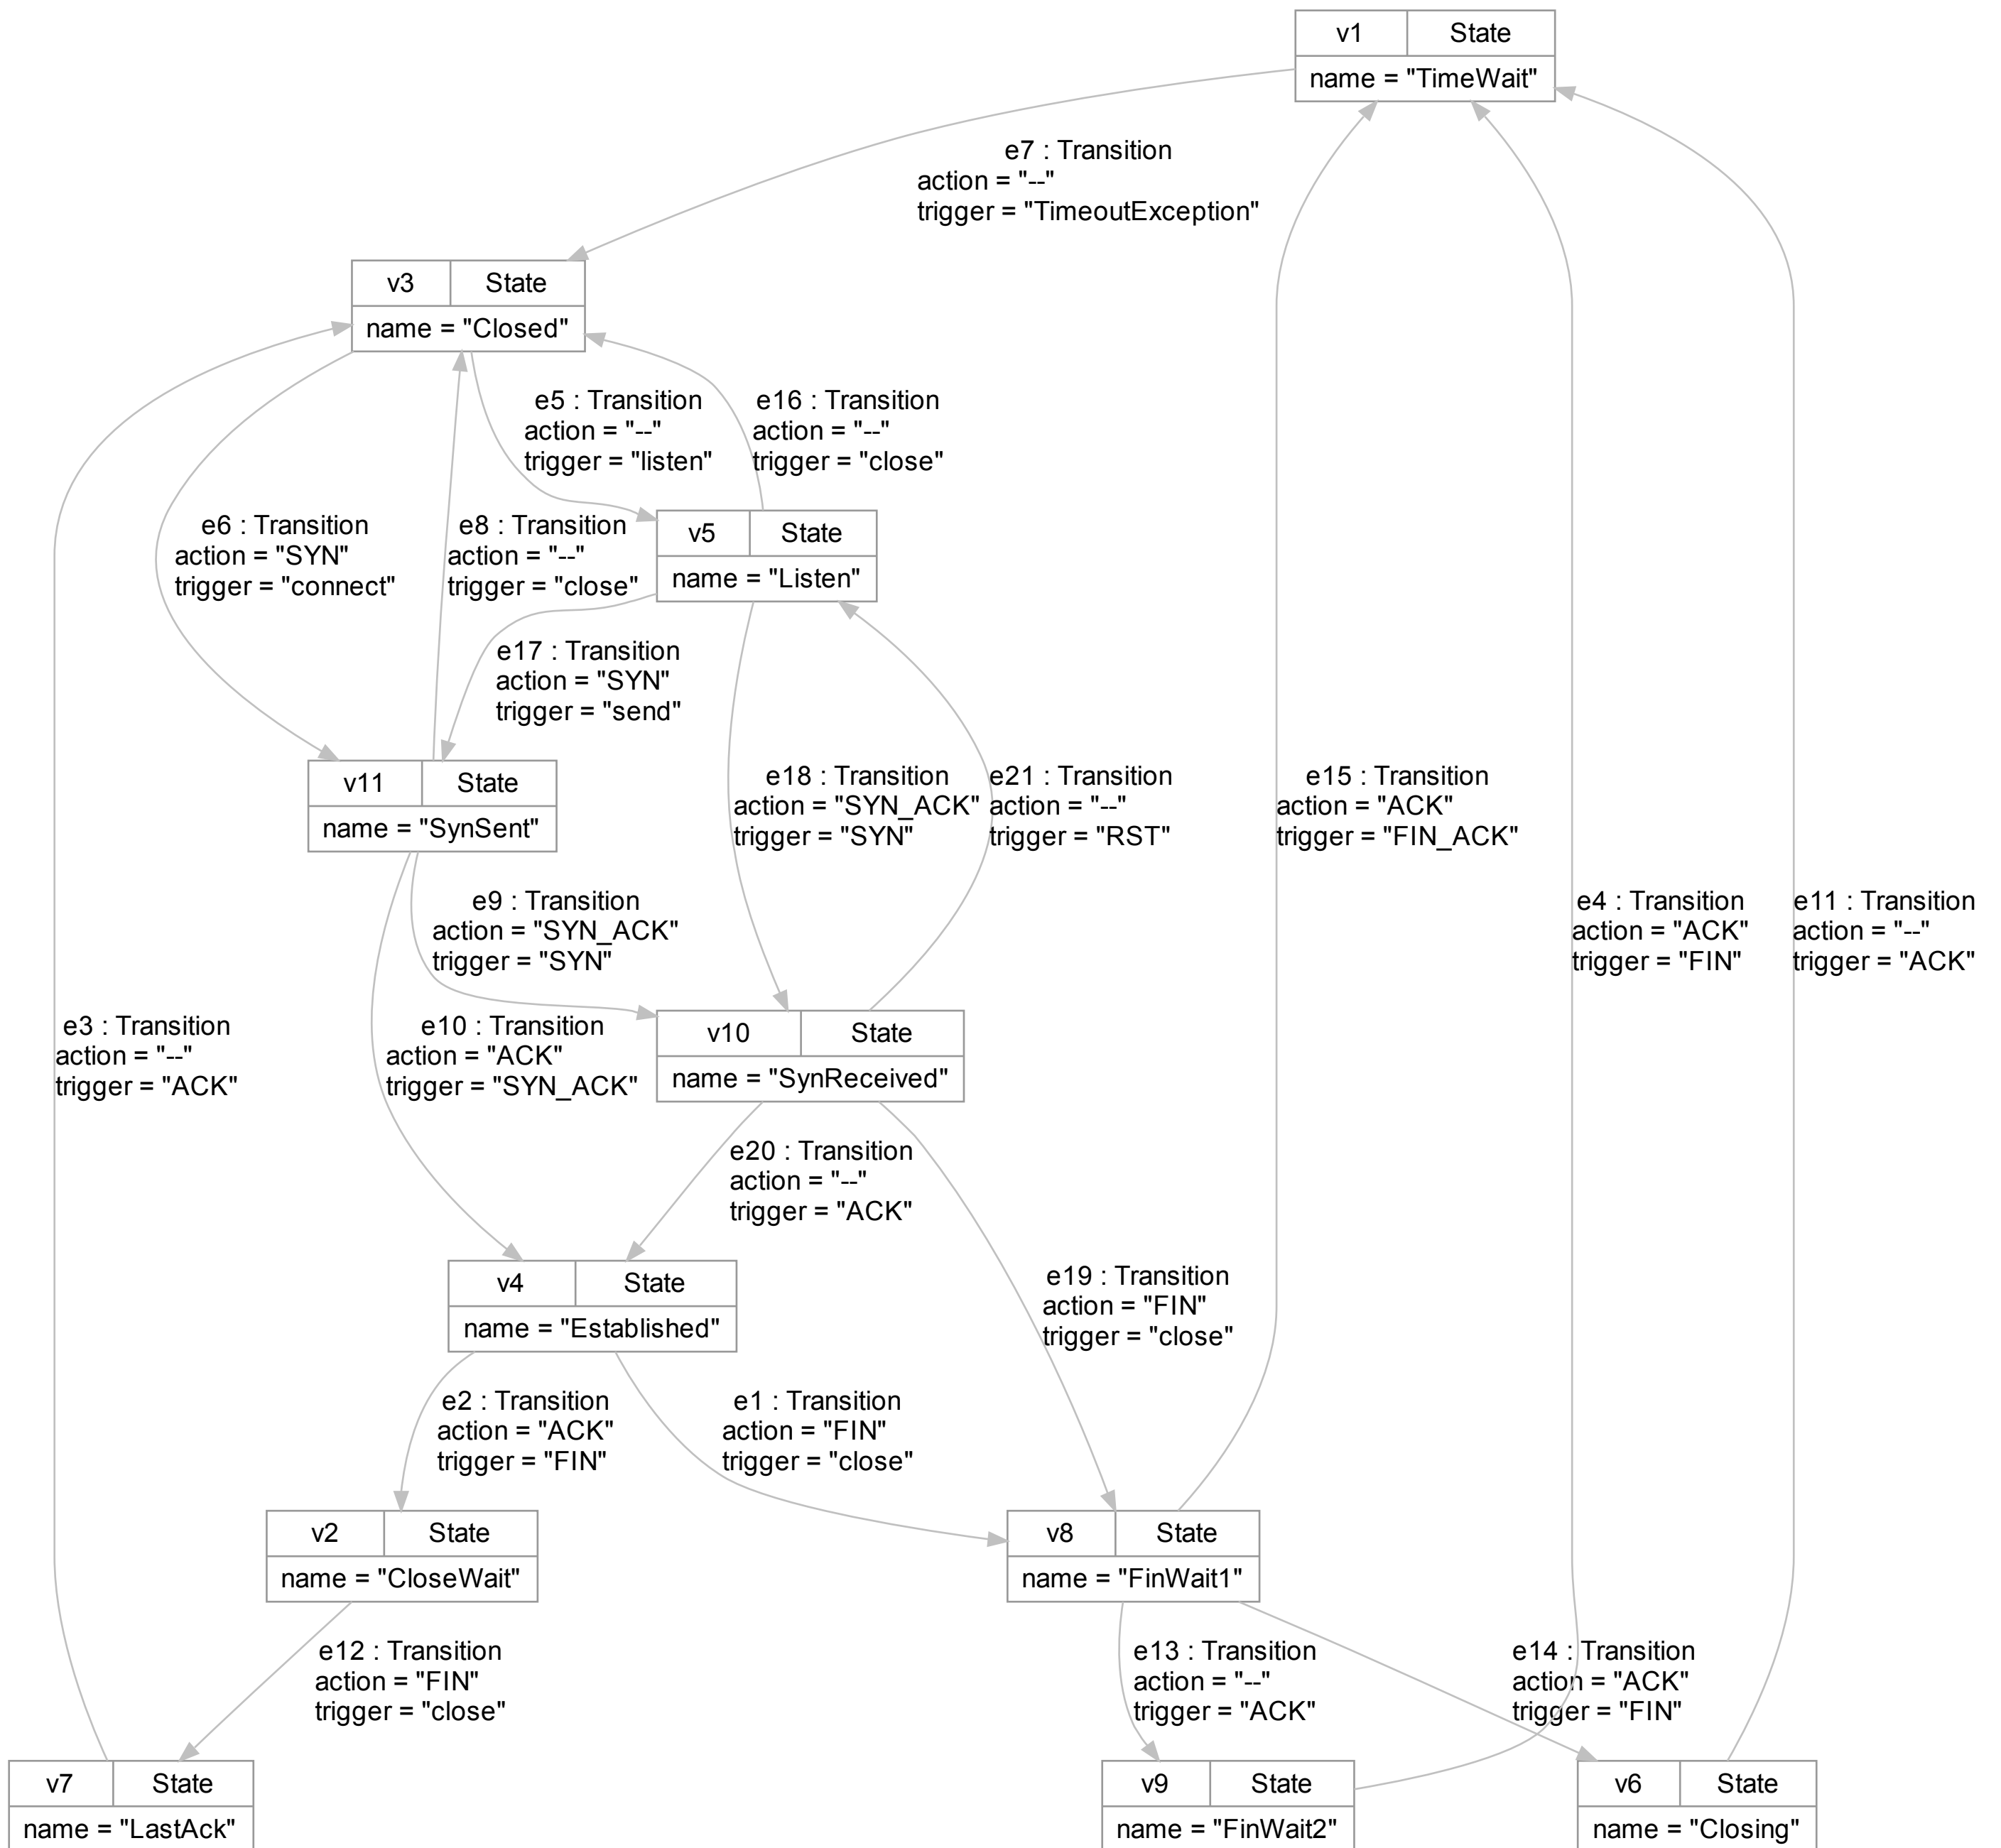 v1 State
name = "TimeWait"
e7 : Transition
action = "--"
trigger = "TimeoutException"
v3 State
name = "Closed"
e5 : Transition
action = "--"
trigger = "listen"
e16 : Transition
action = "--"
trigger = "close"
e6 : Transition
action = "SYN"
trigger = "connect"
e8 : Transition
action = "--"
trigger = "close"
v5 State
name = "Listen"
e17 : Transition
action = "SYN"
trigger = "send"
v11 State
name = "SynSent"
e18 : Transition
action = "SYN_ACK"
trigger = "SYN"
e21 : Transition
action = "--"
trigger = "RST"
e15 : Transition
action = "ACK"
trigger = "FIN_ACK"
e9 : Transition
action = "SYN_ACK"
trigger = "SYN"
e4 : Transition
action = "ACK"
trigger = "FIN"
e11 : Transition
action = "--"
trigger = "ACK"
e3 : Transition
action = "--"
trigger = "ACK"
e10 : Transition
action = "ACK"
trigger = "SYN_ACK"
v10 State
name = "SynReceived"
e20 : Transition
action = "--"
trigger = "ACK"
e19 : Transition
action = "FIN"
trigger = "close"
v4 State
name = "Established"
e2 : Transition
action = "ACK"
trigger = "FIN"
e1 : Transition
action = "FIN"
trigger = "close"
v2 State
name = "CloseWait"
v8 State
name = "FinWait1"
e12 : Transition
action = "FIN"
trigger = "close"
e13 : Transition
action = "--"
trigger = "ACK"
e14 : Transition
action = "ACK"
trigger = "FIN"
v7 State
name = "LastAck"
v9 State
name = "FinWait2"
v6 State
name = "Closing"